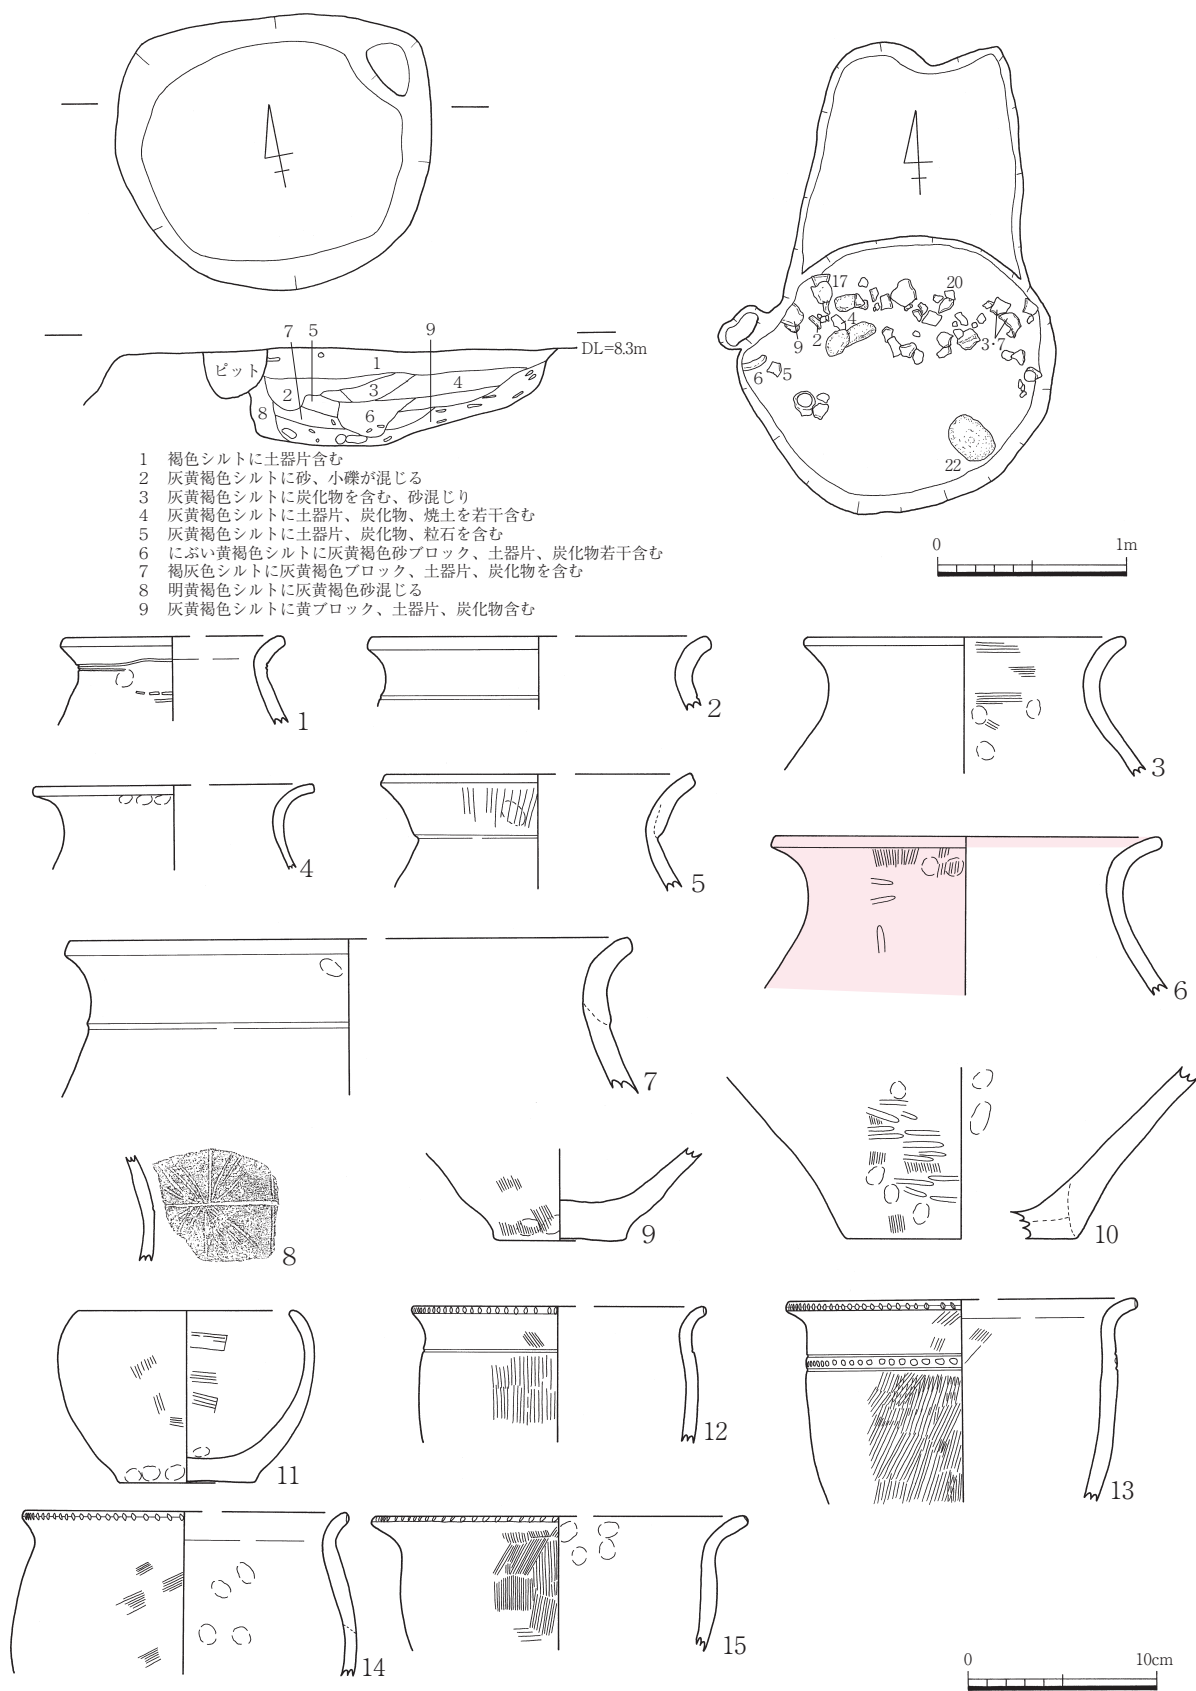 17
20
4
2
9
3・7
6
5
22
0 1m
7 5 9
DL=8.3m
ピット
1
2
3
4
8
6
1 褐色シルトに土器片含む
2 灰黄褐色シルトに砂、小礫が混じる
3 灰黄褐色シルトに炭化物を含む、砂混じり
4 灰黄褐色シルトに土器片、炭化物、焼土を若干含む
5 灰黄褐色シルトに土器片、炭化物、粒石を含む
6 にぶい黄褐色シルトに灰黄褐色砂ブロック、土器片、炭化物若干含む
7 褐灰色シルトに灰黄褐色ブロック、土器片、炭化物を含む
8 明黄褐色シルトに灰黄褐色砂混じる
9 灰黄褐色シルトに黄ブロック、土器片、炭化物含む
1
2
3
4
5
6
7
8
9
10
11
12
13
14
15
0 10cm